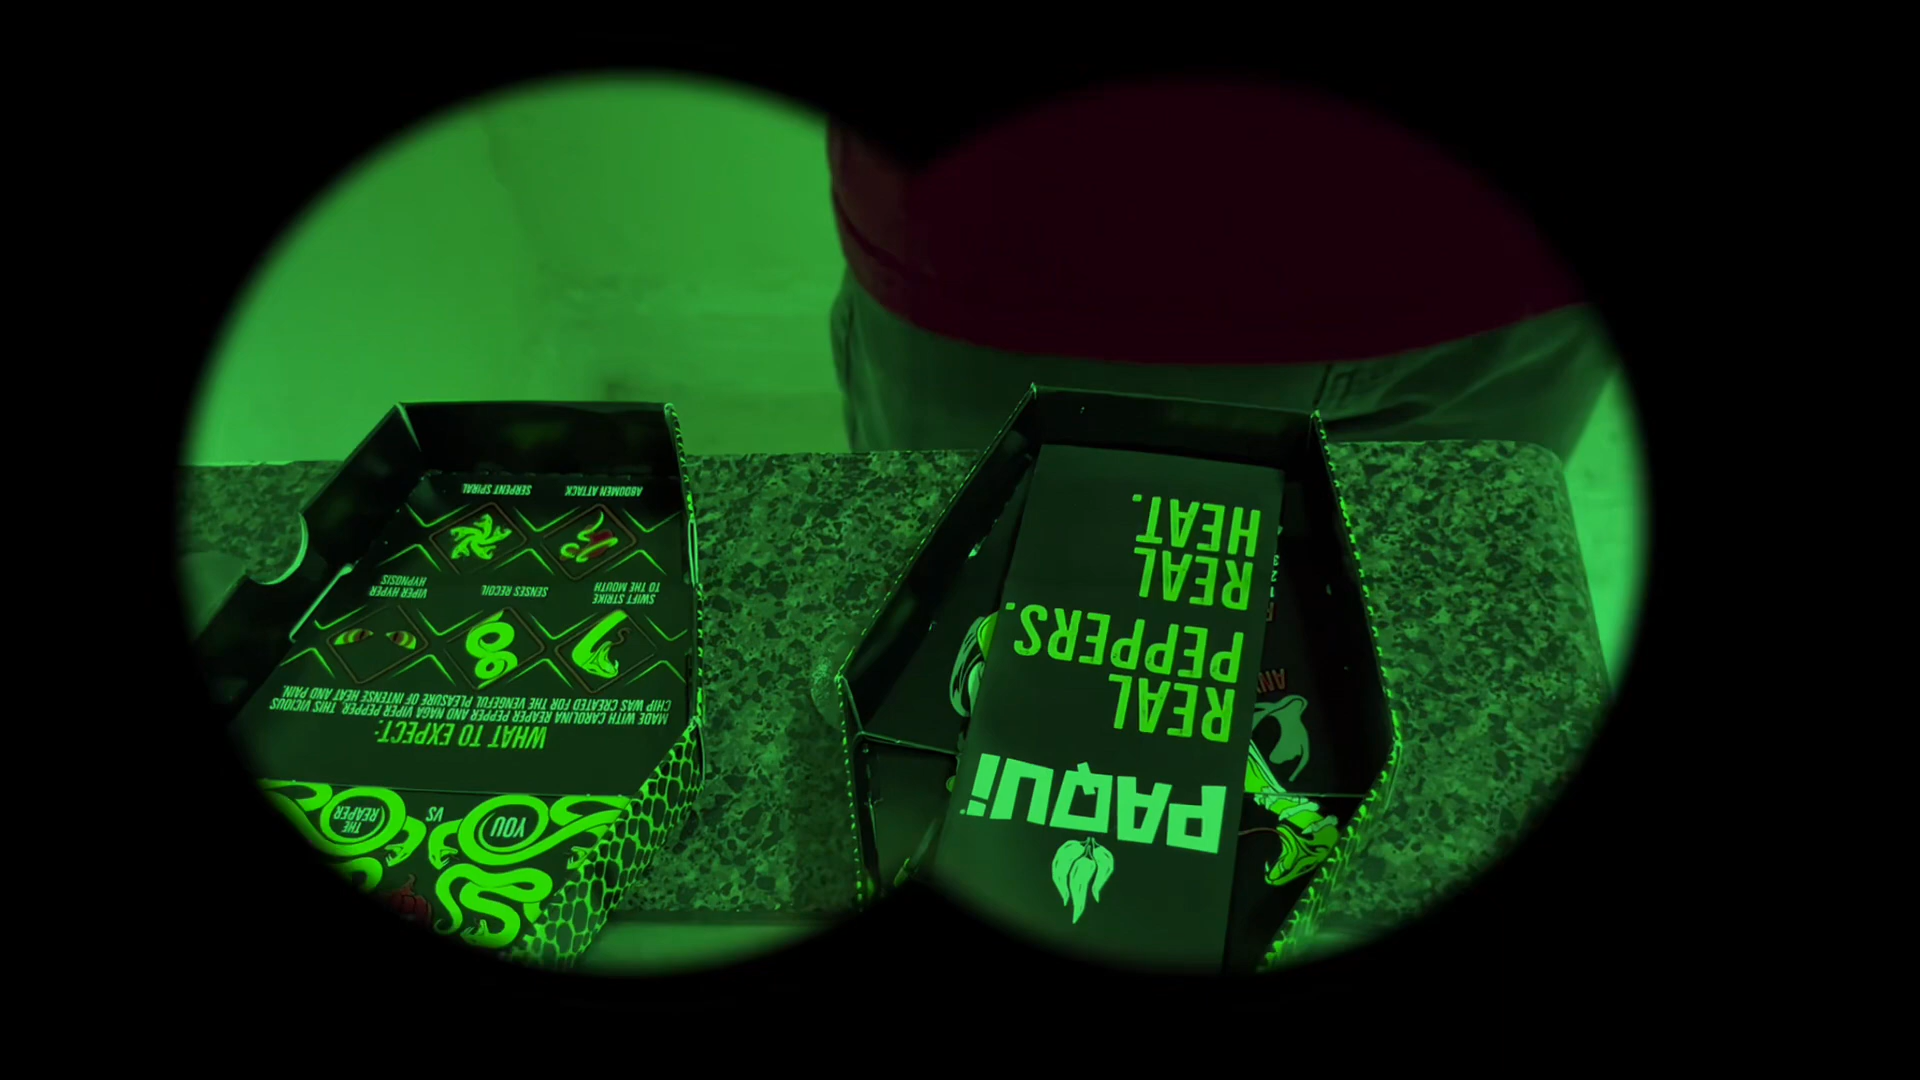 YOU
VS
THE
REAPER
WHAT TO EXPECT:
MADE WITH CAROLINA REAPER PEPPER AND NAGA VIPER PEPPER, THIS VICIOUS
CHIP WAS CREATED FOR THE VENGEFUL PLEASURE OF INTENSE HEAT AND PAIN.
SWIFT STRIKE
TO THE MOUTH
SENSES RECOIL
VIPER HYPER
HYPNOSIS
ABDOMEN ATTACK
SERPENT SPIRAL
PAQUI
REAL
PEPPERS.
REAL
HEAT.